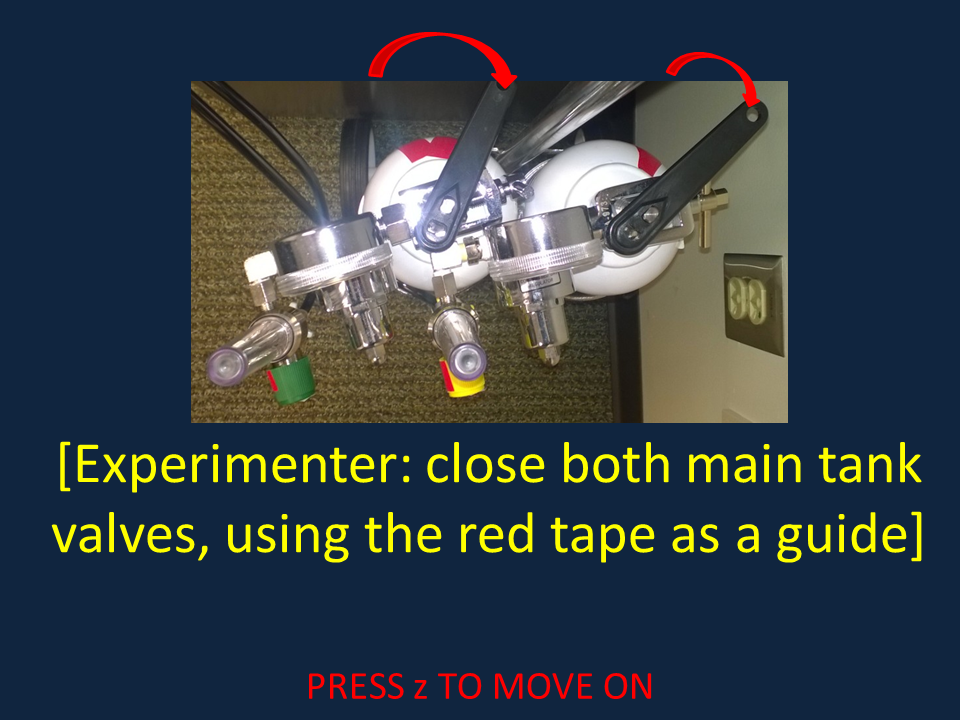 [Experimenter: close both main tank
valves, using the red tape as a guide]
PRESS z TO MOVE ON